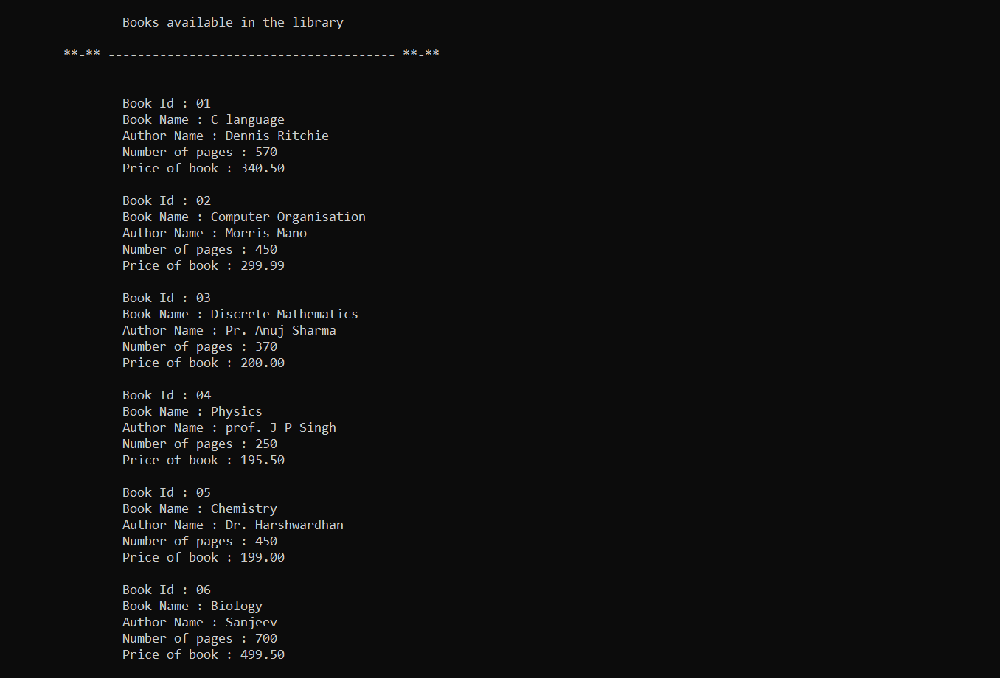 Books available in the library
**-** --------------------------------------- **-**
Book Id : 01
Book Name : C language
Author Name : Dennis Ritchie
Number of pages : 570
Price of book : 340.50
Book Id : 02
Book Name : Computer Organisation
Author Name : Morris Mano
Number of pages : 450
Price of book : 299.99
Book Id : 03
Book Name : Discrete Mathematics
Author Name : Pr. Anuj Sharma
Number of pages : 370
Price of book : 200.00
Book Id : 04
Book Name : Physics
Author Name : prof. J P Singh
Number of pages : 250
Price of book : 195.50
Book Id : 05
Book Name : Chemistry
Author Name : Dr. Harshwardhan
Number of pages : 450
Price of book : 199.00
Book Id : 06
Book Name : Biology
Author Name : Sanjeev
Number of pages : 700
Price of book : 499.50